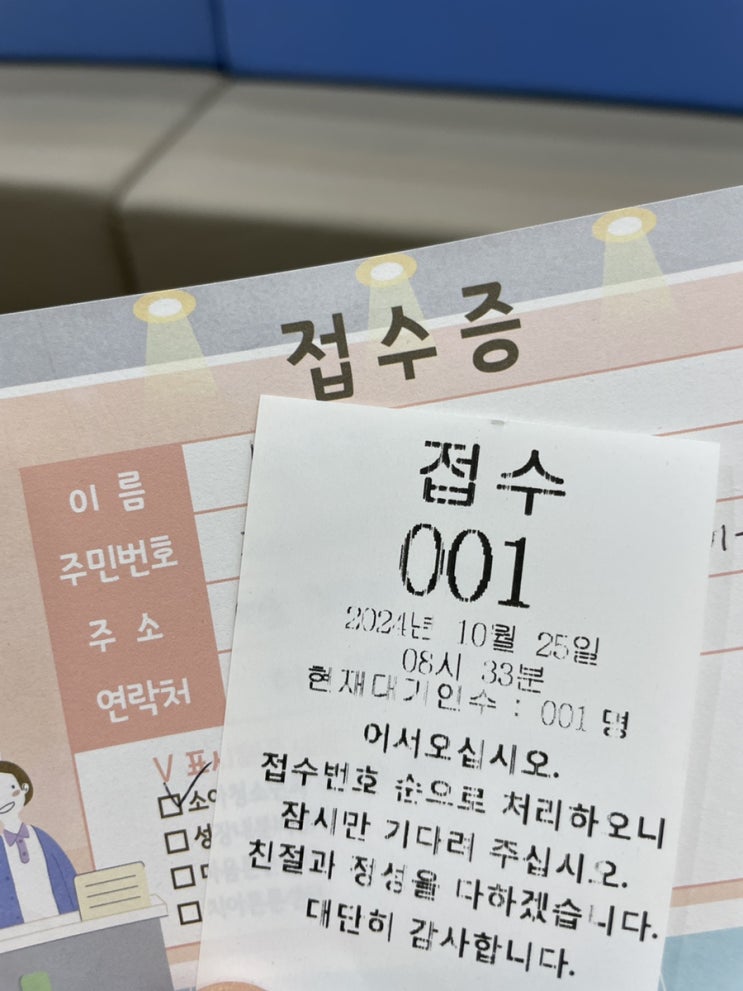 접수증
이름
주민번호
주소
연락처
V 표시
소아
접수
001
2024년 10월 25일
08시 33분
현재대기인수 : 001 명
어서오십시오.
접수번호 순으로 처리하오니
잠시만 기다려 주십시오.
친절과 정성을 다하겠습니다.
대단히 감사합니다.